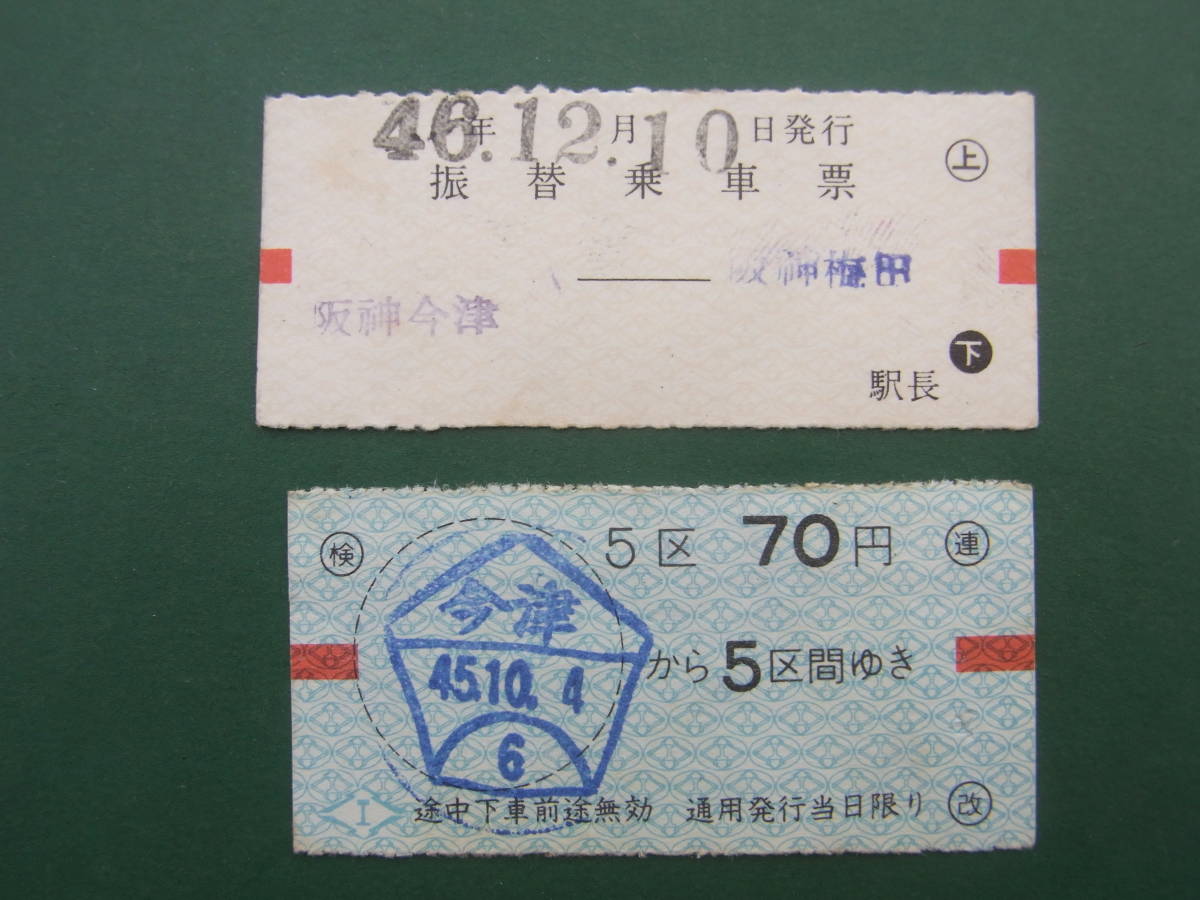 46.年12.月10日発行
振替乗車票
上
阪神梅田
阪神今津
下
駅長
検
5区 70円
連
今津
45.10.4
6
から5区間ゆき
I
途中下車前途無効 通用発行当日限り
改